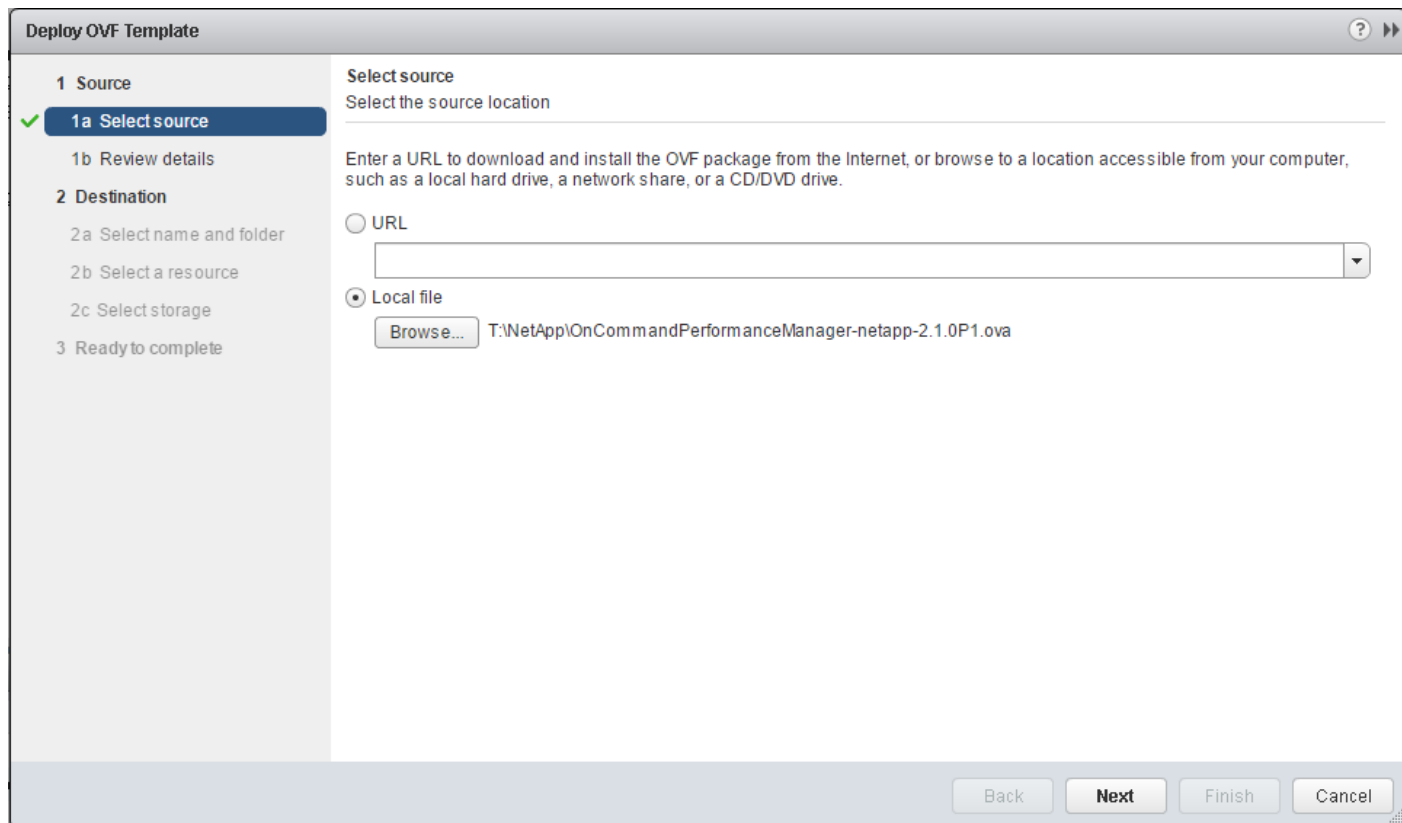 Deploy OVF Template
1 Source
1a Select source
1b Review details
2 Destination
2a Select name and folder
2b Select a resource
2c Select storage
3 Ready to complete
Select source
Select the source location
Enter a URL to download and install the OVF package from the Internet, or browse to a location accessible from your computer,
such as a local hard drive, a network share, or a CD/DVD drive.
URL
Local file
Browse... T:\NetApp\OnCommandPerformanceManager-netapp-2.1.0P1.ova
Back Next Finish Cancel